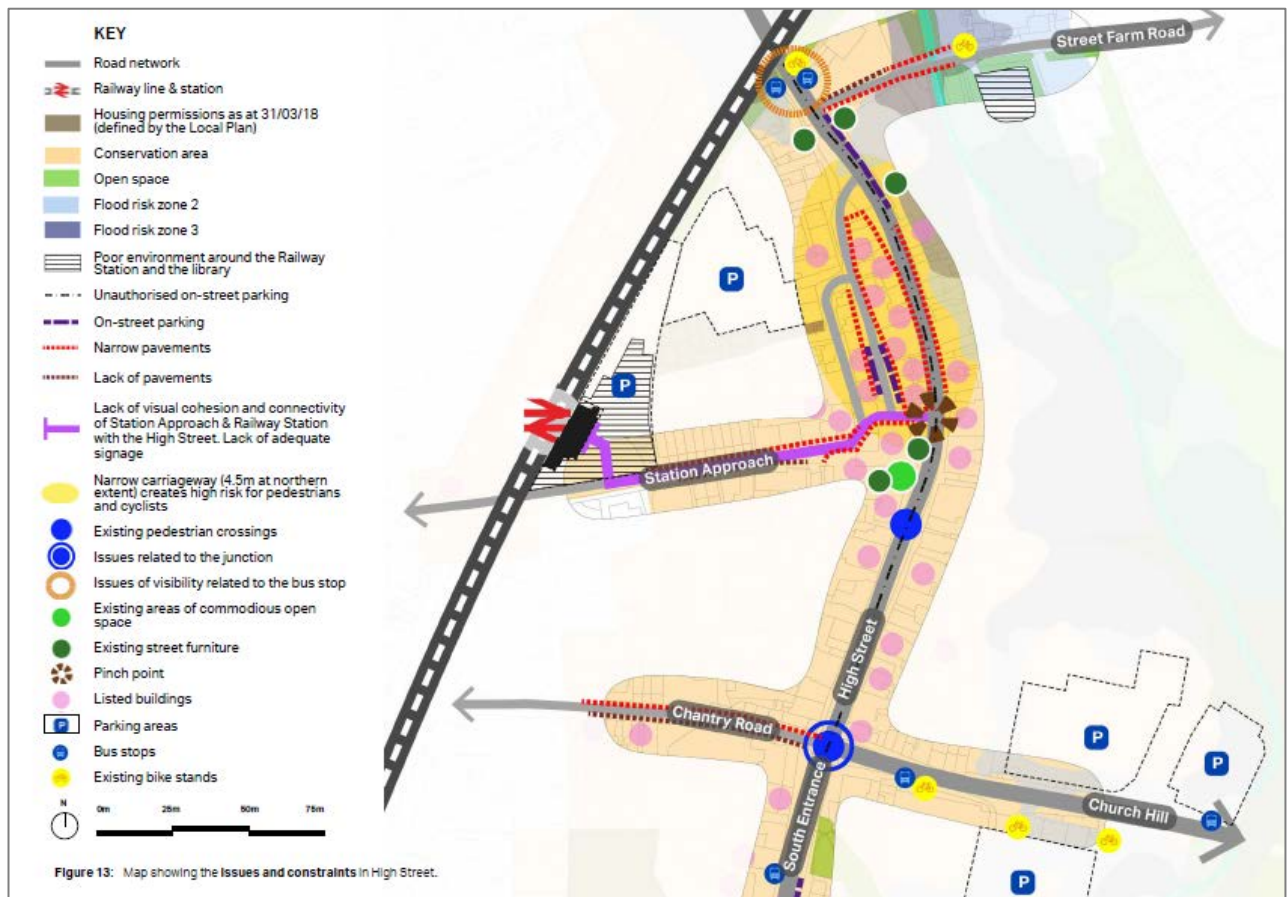 KEY
Road network
Railway line & station
Housing permissions as at 31/03/18
(defined by the Local Plan)
Conservation area
Open space
Flood risk zone 2
Flood risk zone 3
Poor environment around the Railway
Station and the library
Unauthorised on-street parking
On-street parking
Narrow pavements
Lack of pavements
Lack of visual cohesion and connectivity
of Station Approach & Railway Station
with the High Street. Lack of adequate
signage
Narrow carriageway (4.5m at northern
extent) creates high risk for pedestrians
and cyclists
Existing pedestrian crossings
Issues related to the junction
Issues of visibility related to the bus stop
Existing areas of commodious open
space
Existing street furniture
Pinch point
Listed buildings
P
Parking areas
Bus stops
Existing bike stands
N
0m 25m 50m 75m
Figure 13: Map showing the issues and constraints in High Street.
Street Farm Road
P
P
Station Approach
High Street
Chantry Road
South Entrance
Church Hill
P
P
P